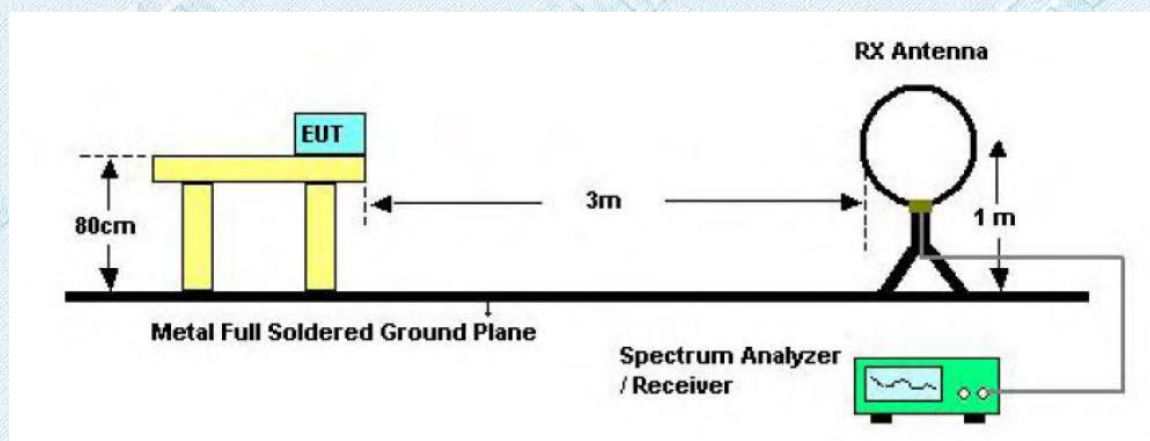 RX Antenna
EUT
3m
80cm
1 m
Metal Full Soldered Ground Plane
Spectrum Analyzer
/ Receiver